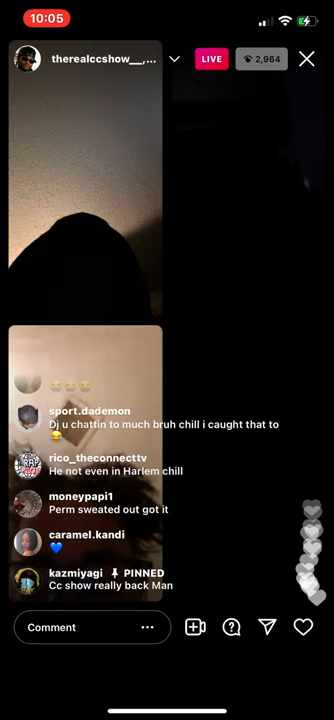 10:05
therealccshow__,...
LIVE
2,964
😂😂😂
sport.dademon
Dj u chattin to much bruh chill i caught that to
😂
rico_theconnecttv
He not even in Harlem chill
moneypapi1
Perm sweated out got it
caramel.kandi
💙
kazmiyagi PINNED
Cc show really back Man
Comment